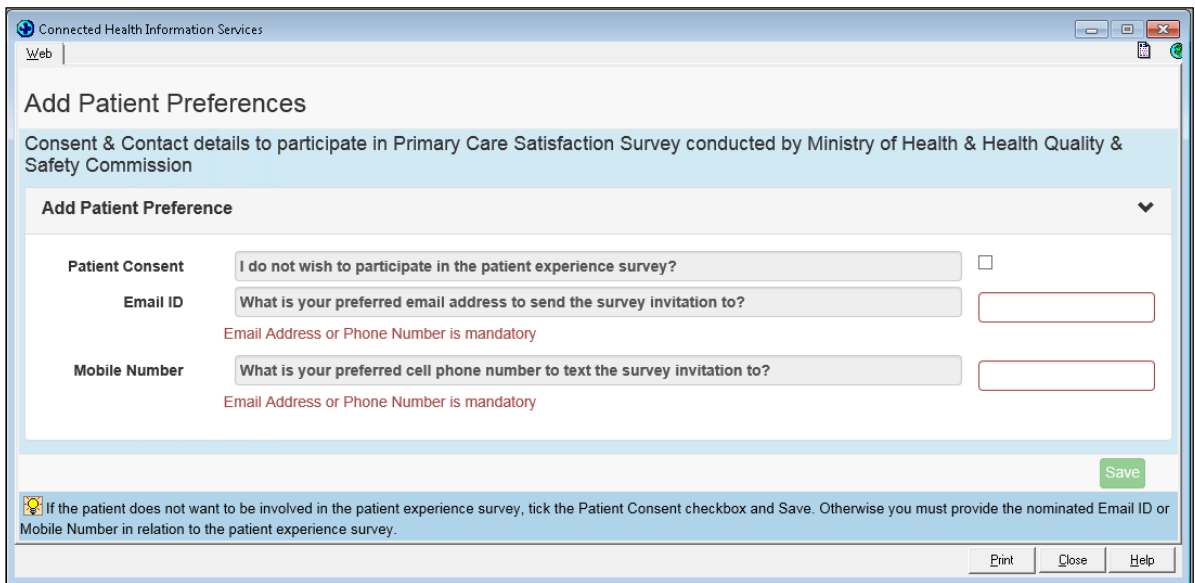 Connected Health Information Services
Web
Add Patient Preferences
Consent & Contact details to participate in Primary Care Satisfaction Survey conducted by Ministry of Health & Health Quality &
Safety Commission
Add Patient Preference
Patient Consent I do not wish to participate in the patient experience survey?
Email ID What is your preferred email address to send the survey invitation to?
Email Address or Phone Number is mandatory
Mobile Number What is your preferred cell phone number to text the survey invitation to?
Email Address or Phone Number is mandatory
Save
If the patient does not want to be involved in the patient experience survey, tick the Patient Consent checkbox and Save. Otherwise you must provide the nominated Email ID or
Mobile Number in relation to the patient experience survey.
Print Close Help